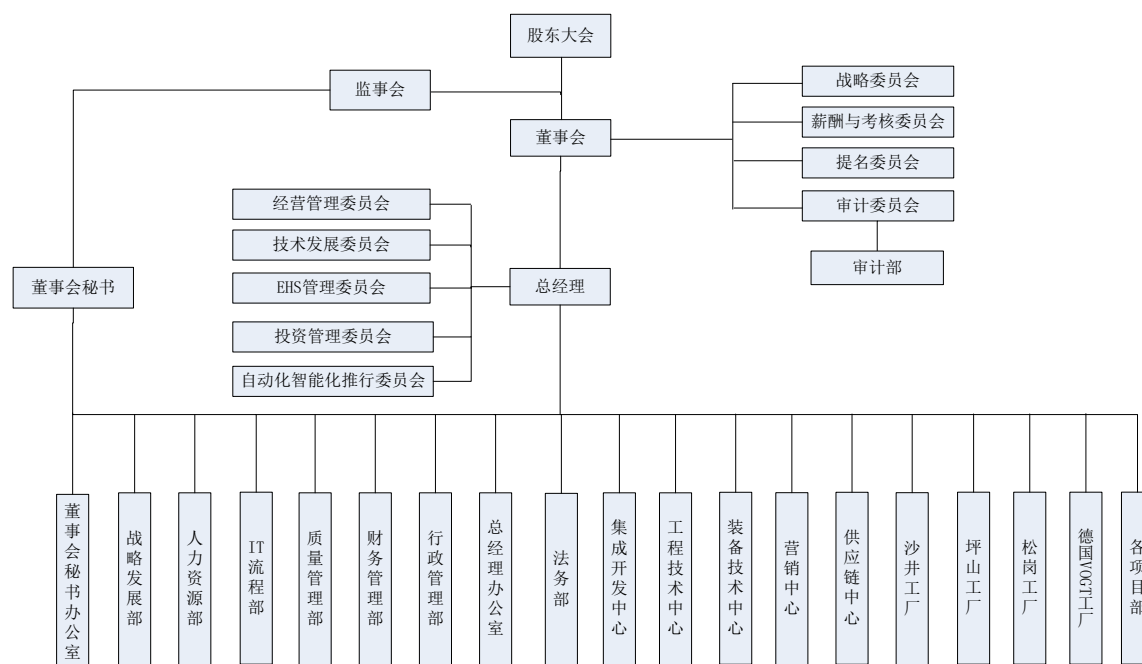 股东大会
监事会
战略委员会
薪酬与考核委员会
董事会
提名委员会
经营管理委员会
审计委员会
技术发展委员会
审计部
董事会秘书
EHS管理委员会
总经理
投资管理委员会
自动化智能化推行委员会
董事会秘书办公室
战略发展部
人力资源部
IT流程部
质量管理部
财务管理部
行政管理部
总经理办公室
法务部
集成开发中心
工程技术中心
装备技术中心
营销中心
供应链中心
沙井工厂
坪山工厂
松岗工厂
德国VOGT工厂
各项目部